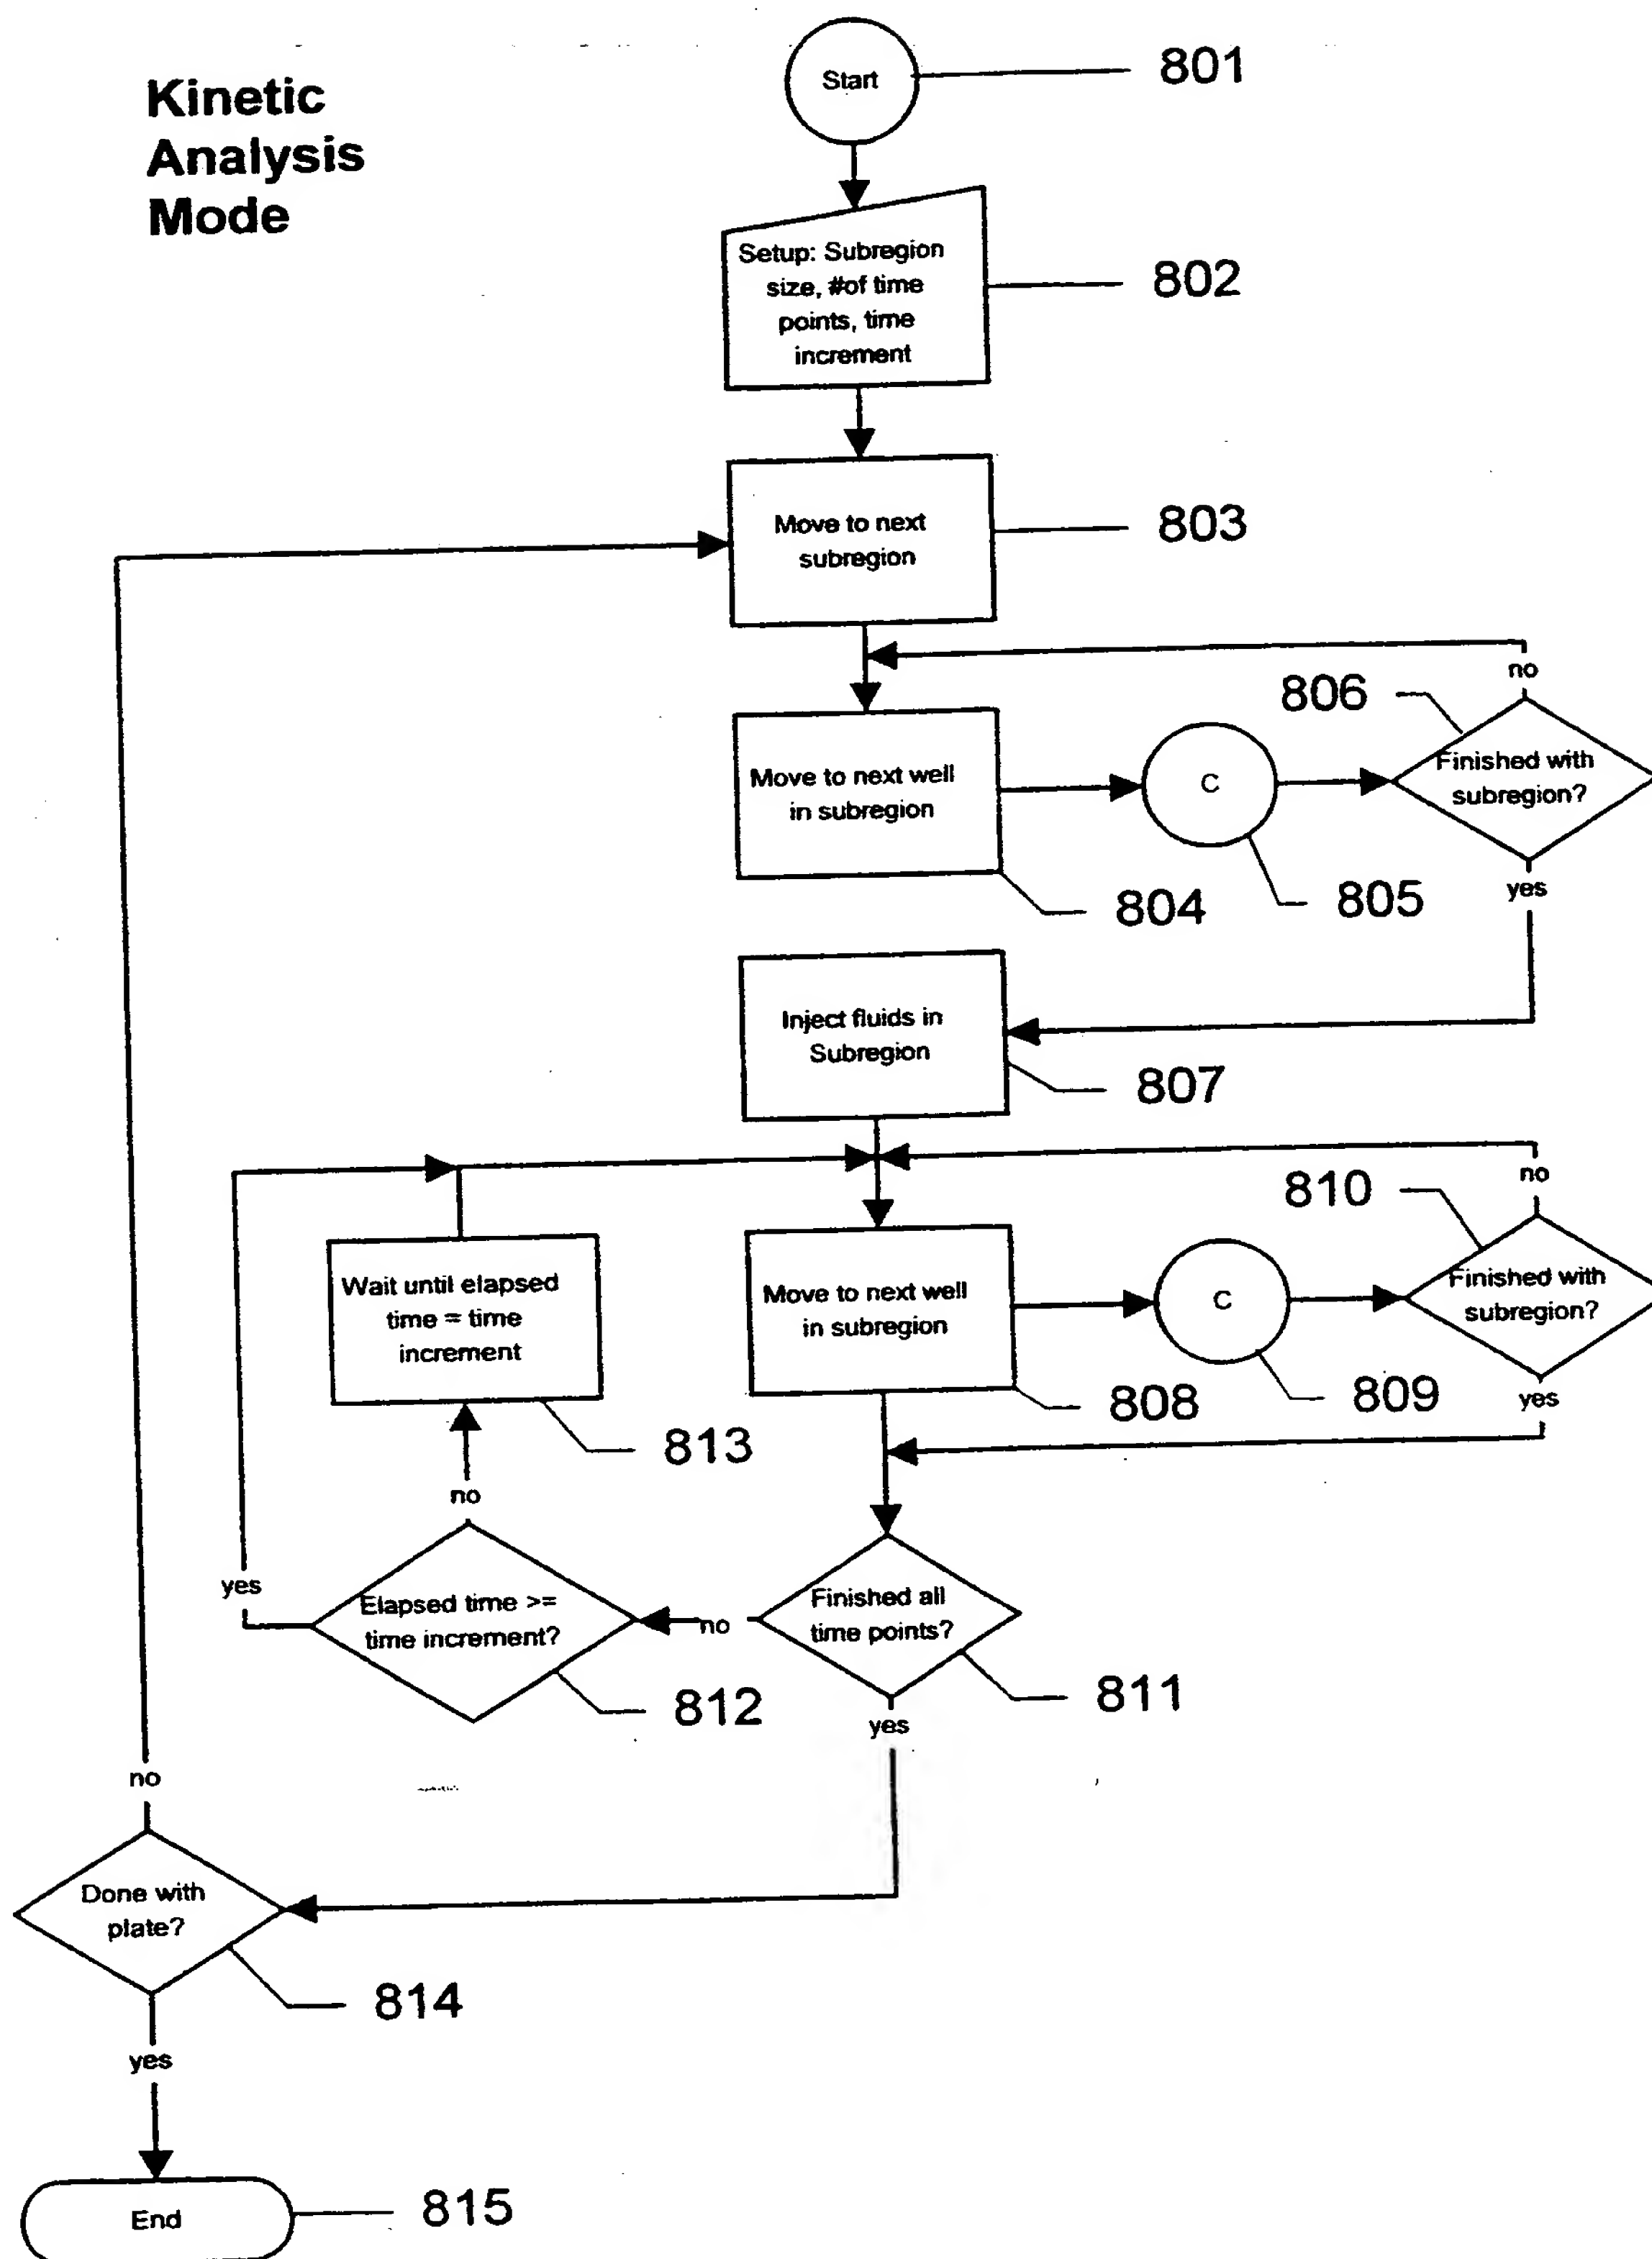 Kinetic
Analysis
Mode
Start
801
Setup: Subregion
size, #of time
points, time
increment
802
Move to next
subregion
803
no
806
Finished with
subregion?
Move to next well
in subregion
C
804
805
yes
Inject fluids in
Subregion
807
no
810
Finished with
subregion?
Wait until elapsed
time = time
increment
Move to next well
in subregion
C
808
809
yes
813
no
yes
Elapsed time >=
time increment?
no
Finished all
time points?
812
811
yes
no
Done with
plate?
814
yes
End
815